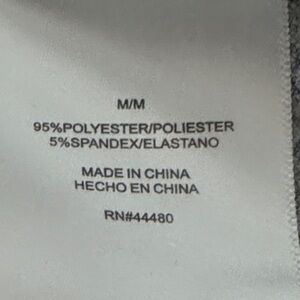 M/M
95%POLYESTER/POLIESTER
5%SPANDEX/ELASTANO
MADE IN CHINA
HECHO EN CHINA
RN#44480